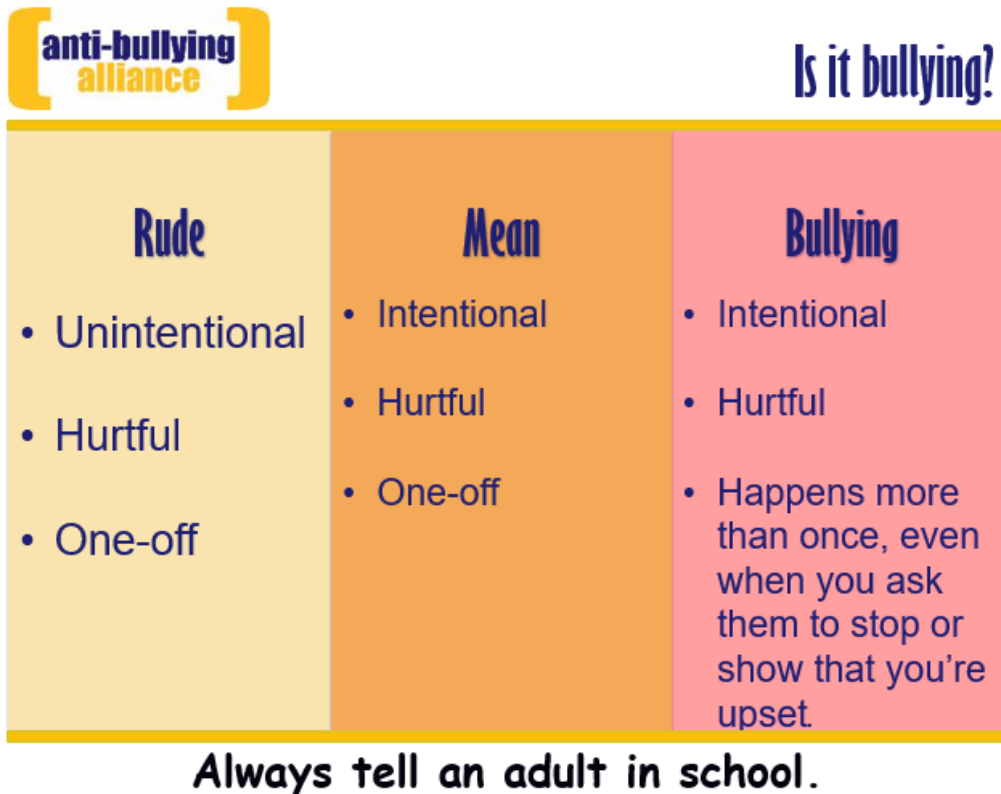 anti-bullying
alliance
Is it bullying?
Rude
• Unintentional
• Hurtful
• One-off
Mean
• Intentional
• Hurtful
• One-off
Bullying
• Intentional
• Hurtful
• Happens more
than once, even
when you ask
them to stop or
show that you’re
upset.
Always tell an adult in school.